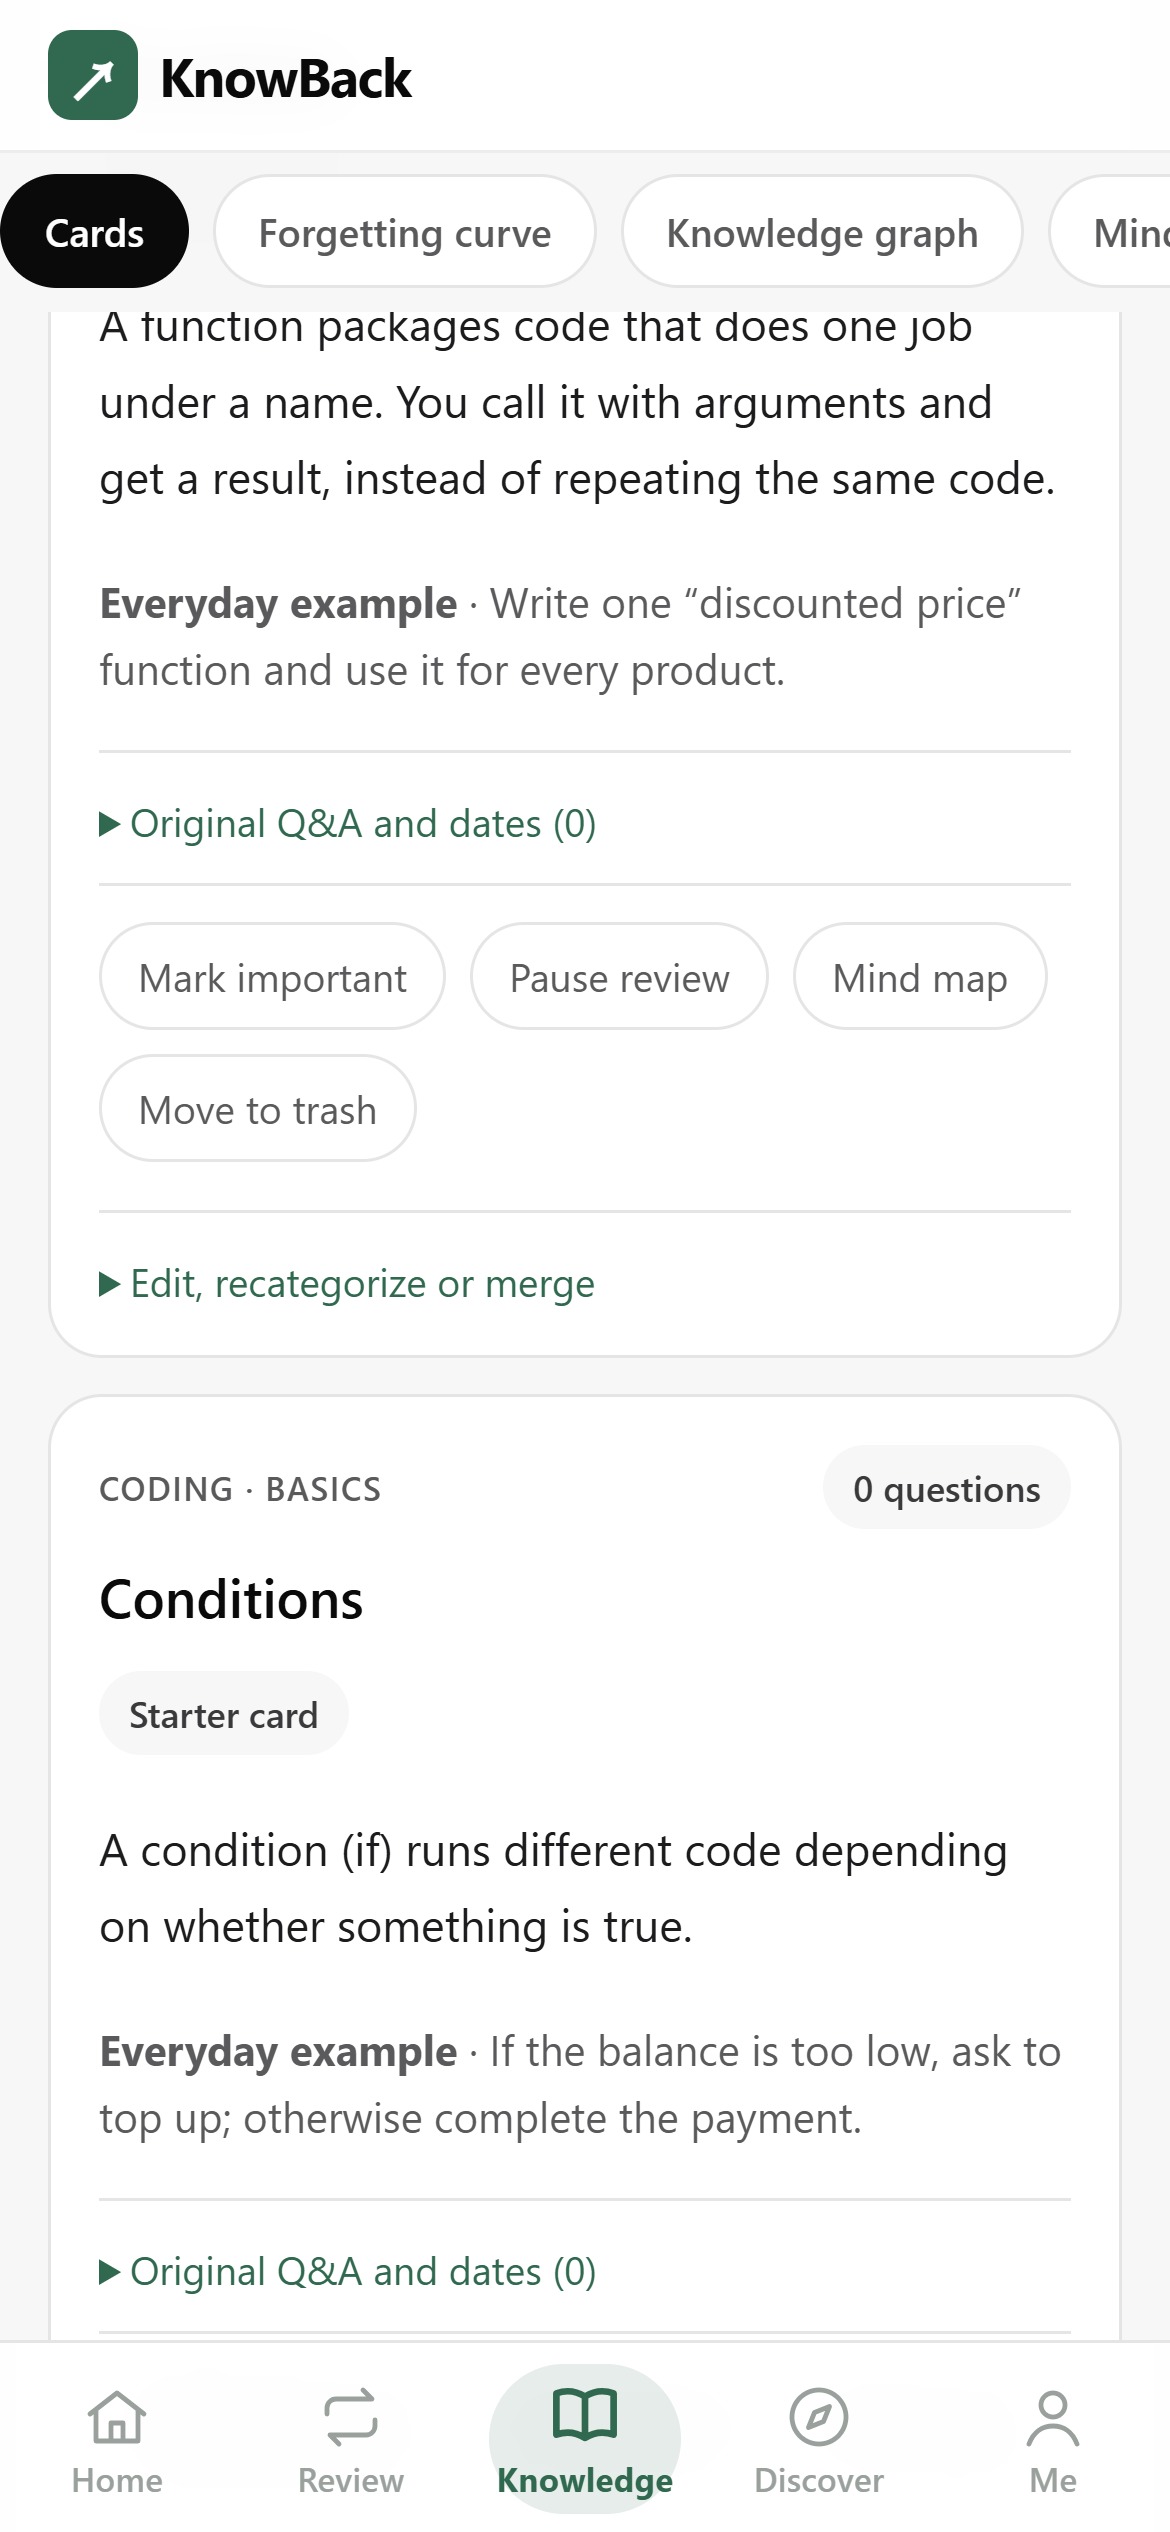 KnowBack
Cards
Forgetting curve
Knowledge graph
A function packages code that does one job
under a name. You call it with arguments and
get a result, instead of repeating the same code.
Everyday example · Write one “discounted price”
function and use it for every product.
Original Q&A and dates (0)
Mark important
Pause review
Mind map
Move to trash
Edit, recategorize or merge
CODING · BASICS
0 questions
Conditions
Starter card
A condition (if) runs different code depending
on whether something is true.
Everyday example · If the balance is too low, ask to
top up; otherwise complete the payment.
Original Q&A and dates (0)
Home
Review
Knowledge
Discover
Me